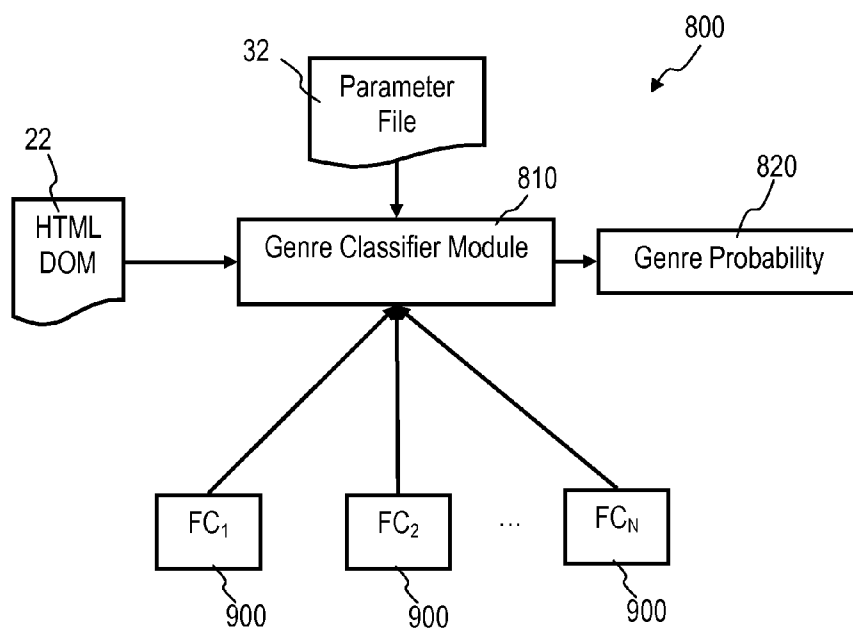 800
32
Parameter
File
22
810
820
HTML
DOM
Genre Classifier Module
Genre Probability
FC₁
FC₂
...
FC_N
900
900
900